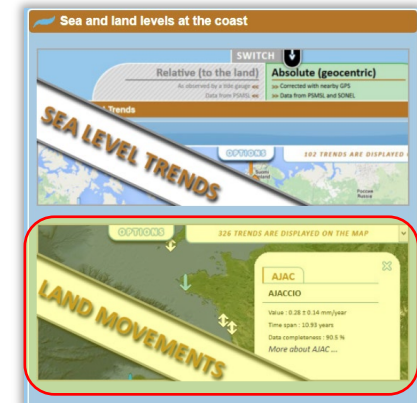 Sea and land levels at the coast
SWITCH
Relative (to the land)
Absolute (geocentric)
As observed by a tide gauge <<
>> Corrected with nearby GPS
Data from PSMSL <<
>> Data from PSMSL and SONEL
Trends
SEA LEVEL TRENDS
OPTIONS
192 TRENDS ARE DISPLAYED
Finland
Russia
OPTIONS
326 TRENDS ARE DISPLAYED ON THE MAP
LAND MOVEMENTS
AJAC
AJACCIO
Value : 0.28 ± 0.14 mm/year
Time span : 10.93 years
Data completeness : 90.5 %
More about AJAC ...